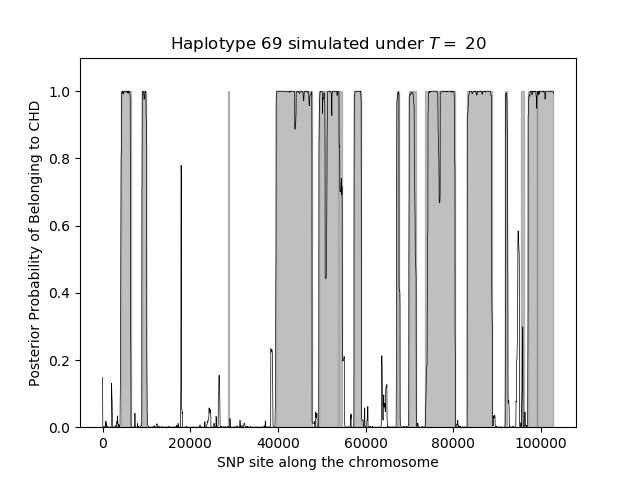 Haplotype 69 simulated under T = 20
Posterior Probability of Belonging to CHD
1.0
0.8
0.6
0.4
0.2
0.0
0 20000 40000 60000 80000 100000
SNP site along the chromosome